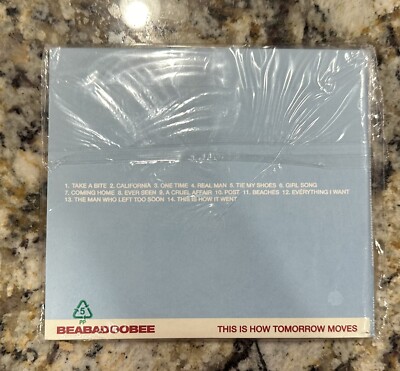 1. TAKE A BITE 2. CALIFORNIA 3. ONE TIME 4. REAL MAN 5. TIE MY SHOES 6. GIRL SONG
7. COMING HOME 8. EVER SEEN 9. A CRUEL AFFAIR 10. POST 11. BEACHES 12. EVERYTHING I WANT
13. THE MAN WHO LEFT TOO SOON 14. THIS IS HOW IT WENT
5
PP
BEABADOOBEE THIS IS HOW TOMORROW MOVES